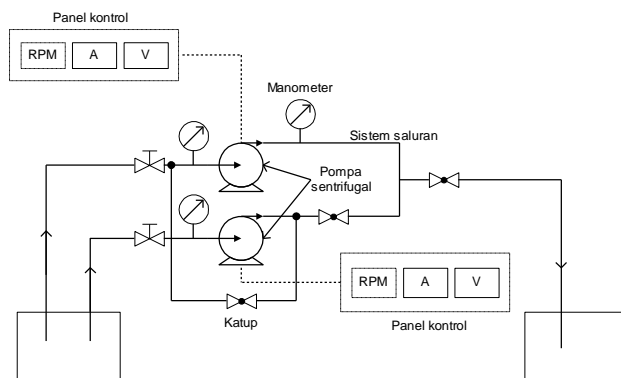 Panel kontrol
RPM
A
V
Manometer
Sistem saluran
Pompa
sentrifugal
RPM
A
V
Katup
Panel kontrol